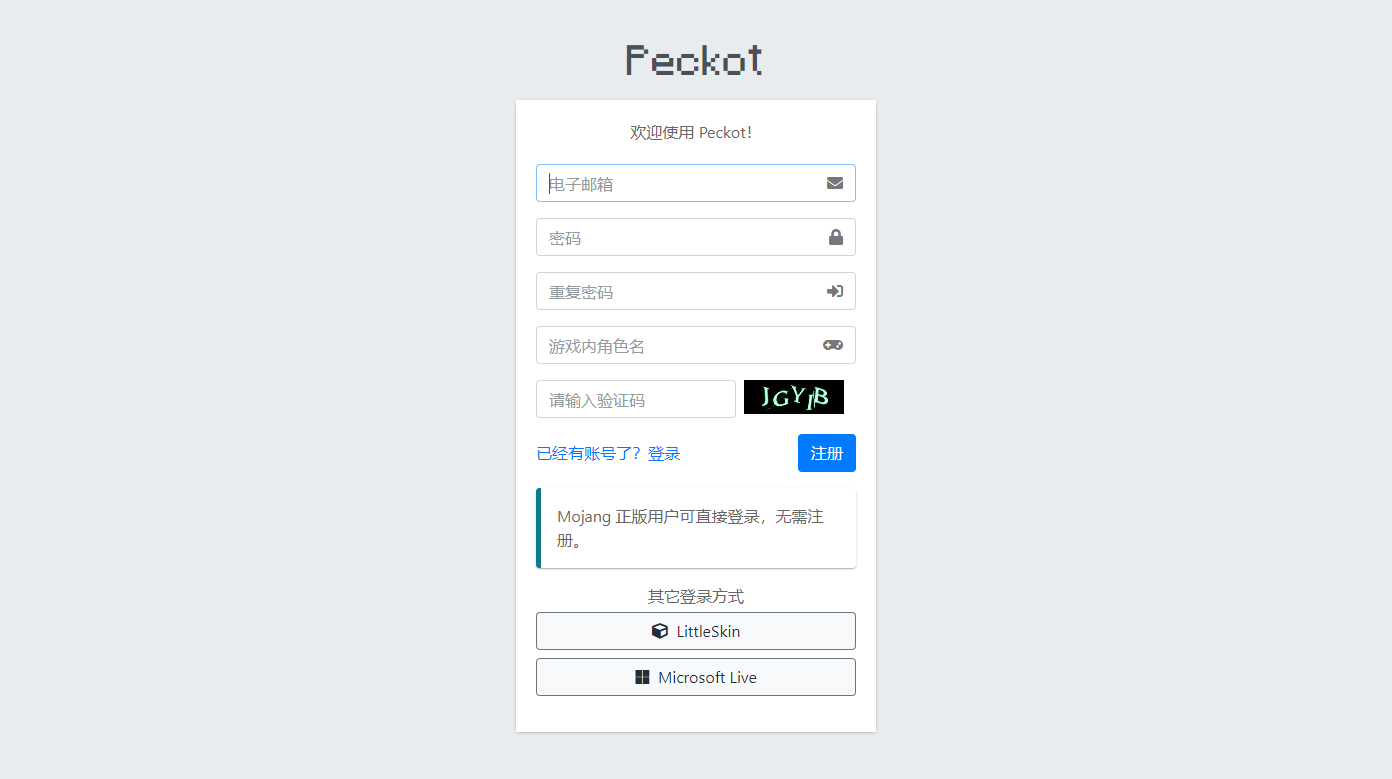 Peckot
欢迎使用 Peckot！
电子邮箱
密码
重复密码
游戏内角色名
请输入验证码
JGYIB
已经有账号了？登录
注册
Mojang 正版用户可直接登录，无需注
册。
其它登录方式
LittleSkin
Microsoft Live